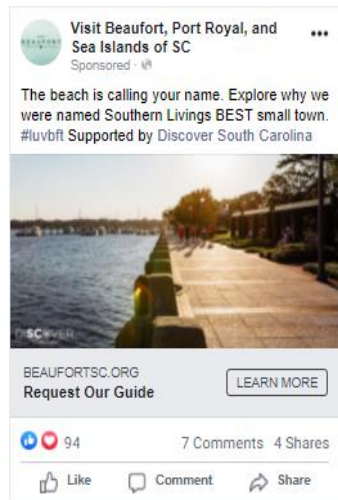 BEAUFORT
Visit Beaufort, Port Royal, and
Sea Islands of SC
Sponsored ·
The beach is calling your name. Explore why we
were named Southern Livings BEST small town.
#luvbft Supported by Discover South Carolina
DISCOVER
BEAUFORTSC.ORG
Request Our Guide
LEARN MORE
94
7 Comments 4 Shares
Like Comment Share